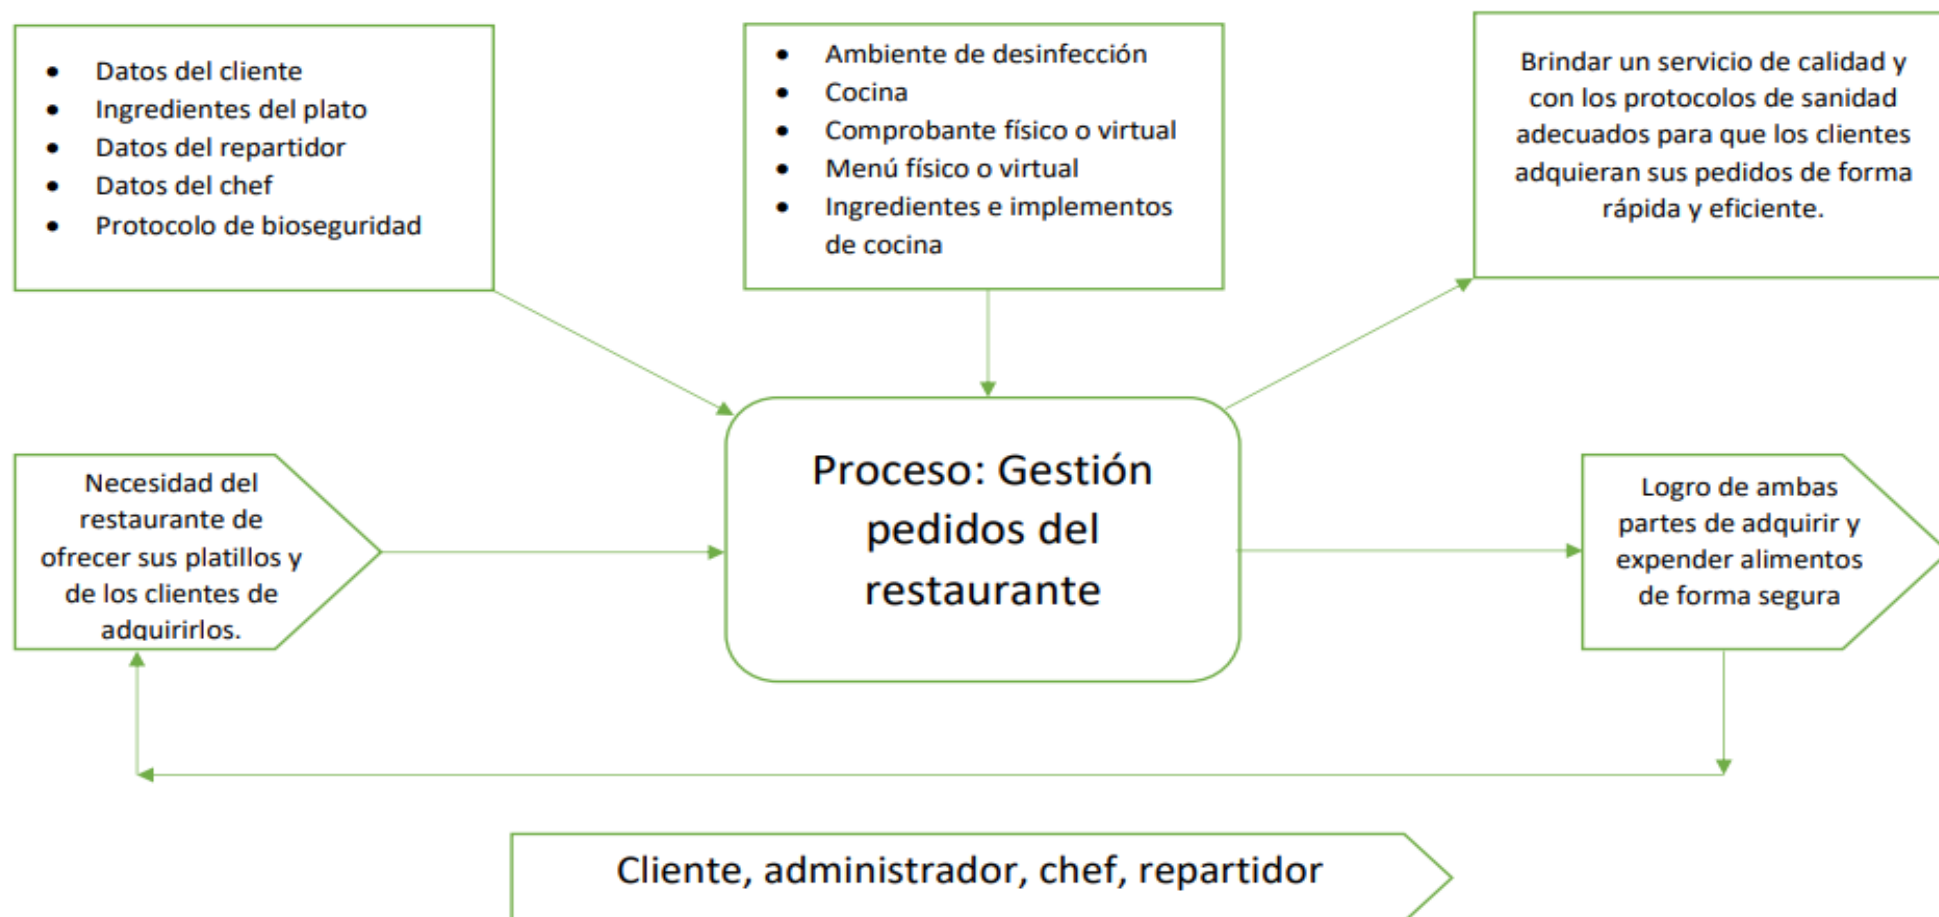 • Datos del cliente
• Ingredientes del plato
• Datos del repartidor
• Datos del chef
• Protocolo de bioseguridad
• Ambiente de desinfección
• Cocina
• Comprobante físico o virtual
• Menú físico o virtual
• Ingredientes e implementos
de cocina
Brindar un servicio de calidad y
con los protocolos de sanidad
adecuados para que los clientes
adquieran sus pedidos de forma
rápida y eficiente.
Necesidad del
restaurante de
ofrecer sus platillos y
de los clientes de
adquirirlos.
Proceso: Gestión
pedidos del
restaurante
Logro de ambas
partes de adquirir y
expender alimentos
de forma segura
Cliente, administrador, chef, repartidor